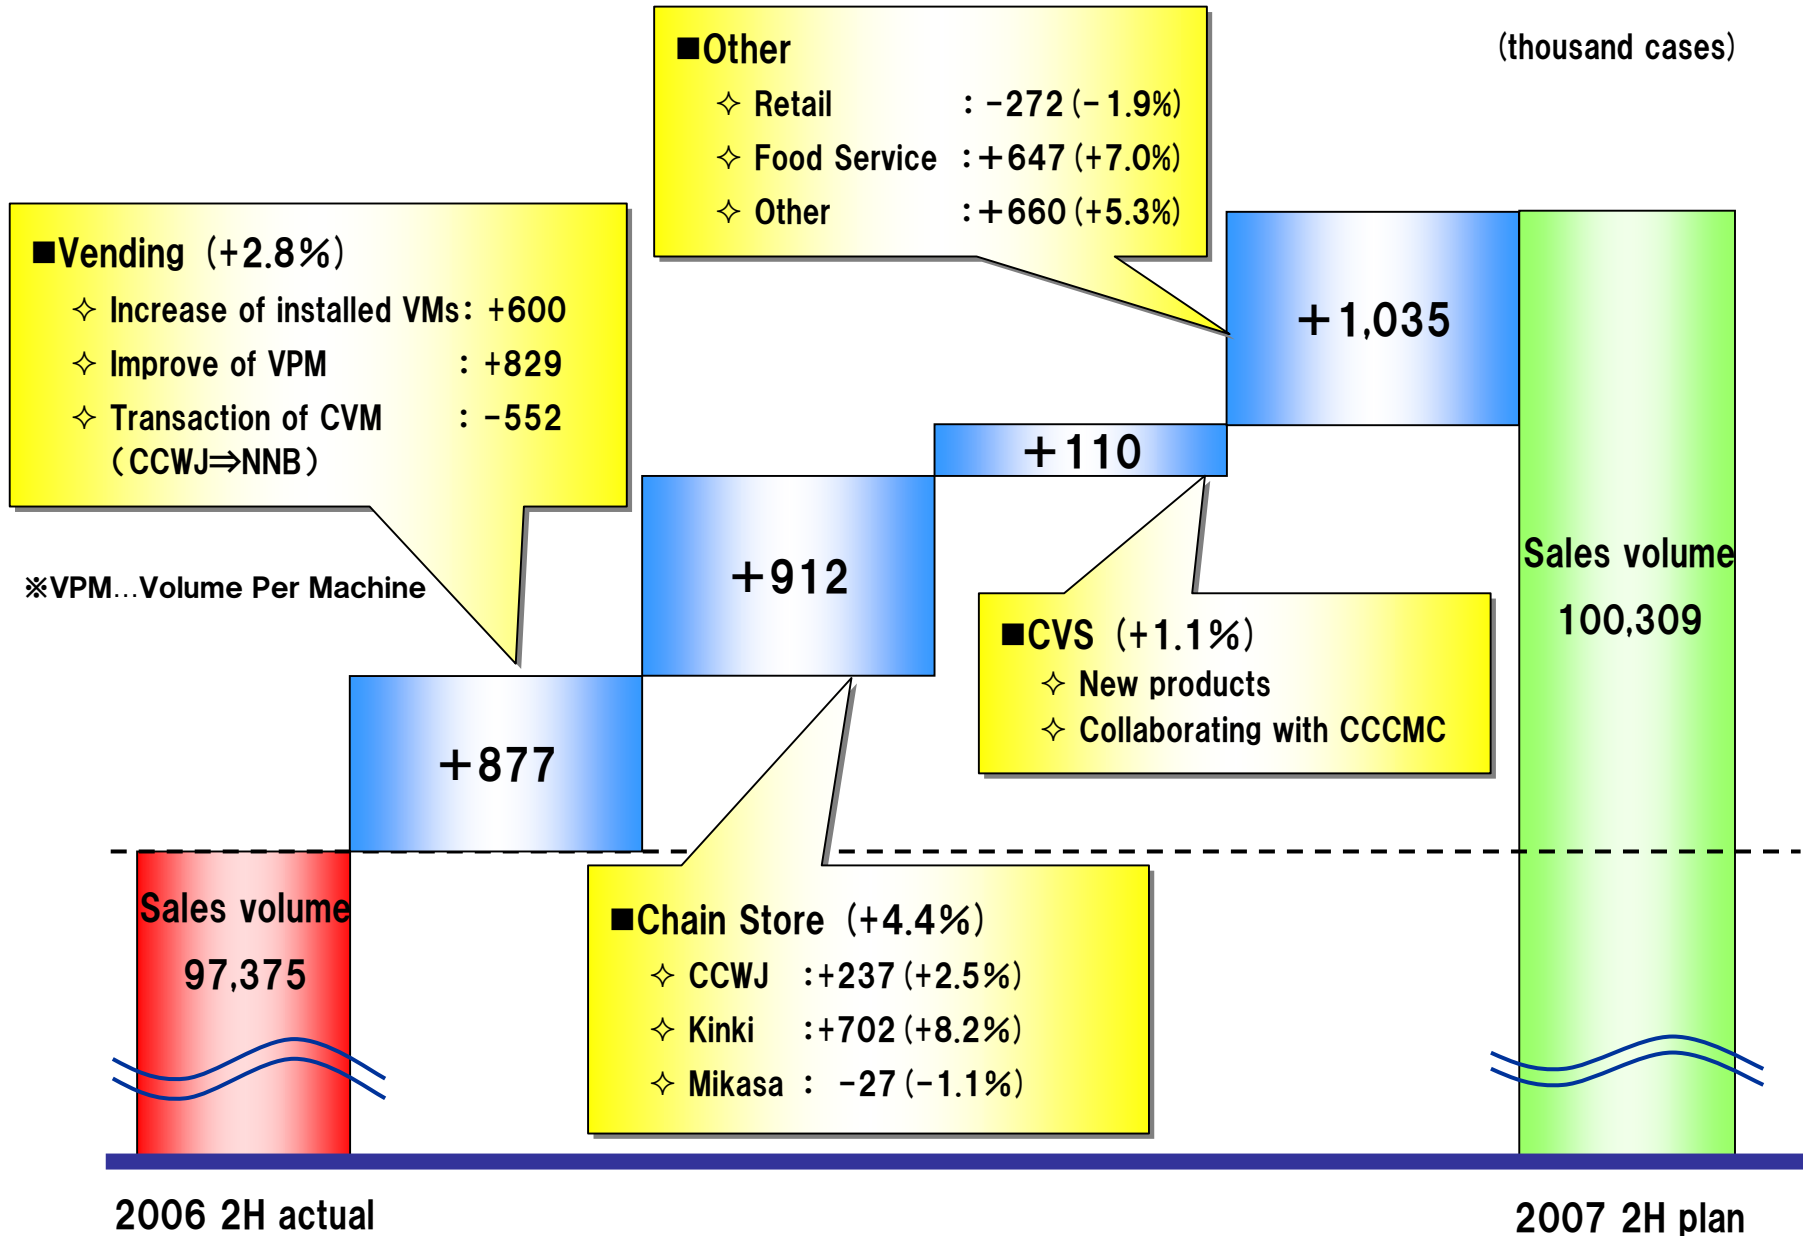 (thousand cases)
■Other
✧ Retail : -272 (-1.9%)
✧ Food Service : +647 (+7.0%)
✧ Other : +660 (+5.3%)
■Vending (+2.8%)
✧ Increase of installed VMs: +600
✧ Improve of VPM : +829
✧ Transaction of CVM : -552
(CCWJ⇒NNB)
※VPM…Volume Per Machine
+1,035
+110
+912
+877
Sales volume
100,309
■CVS (+1.1%)
✧ New products
✧ Collaborating with CCCMC
Sales volume
97,375
■Chain Store (+4.4%)
✧ CCWJ :+237 (+2.5%)
✧ Kinki :+702 (+8.2%)
✧ Mikasa : -27 (-1.1%)
2006 2H actual
2007 2H plan